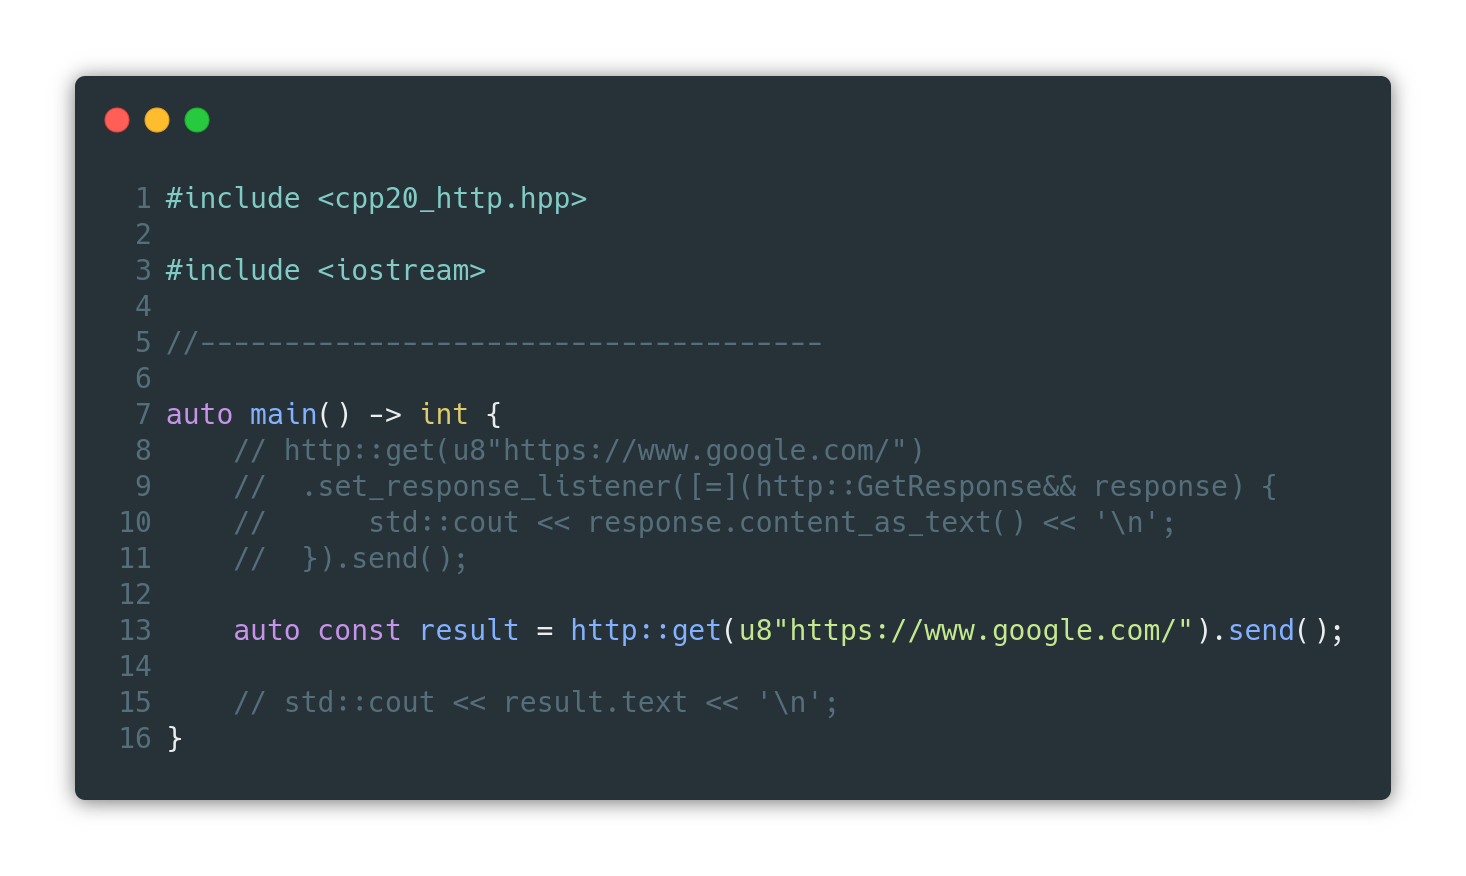 1 #include <cpp20_http.hpp>
2
3 #include <iostream>
4
5 //-------------------------------------
6
7 auto main() -> int {
8     // http::get(u8"https://www.google.com/")
9     //  .set_response_listener([=](http::GetResponse&& response) {
10     //      std::cout << response.content_as_text() << '\n';
11     //  }).send();
12
13     auto const result = http::get(u8"https://www.google.com/").send();
14
15     // std::cout << result.text << '\n';
16 }